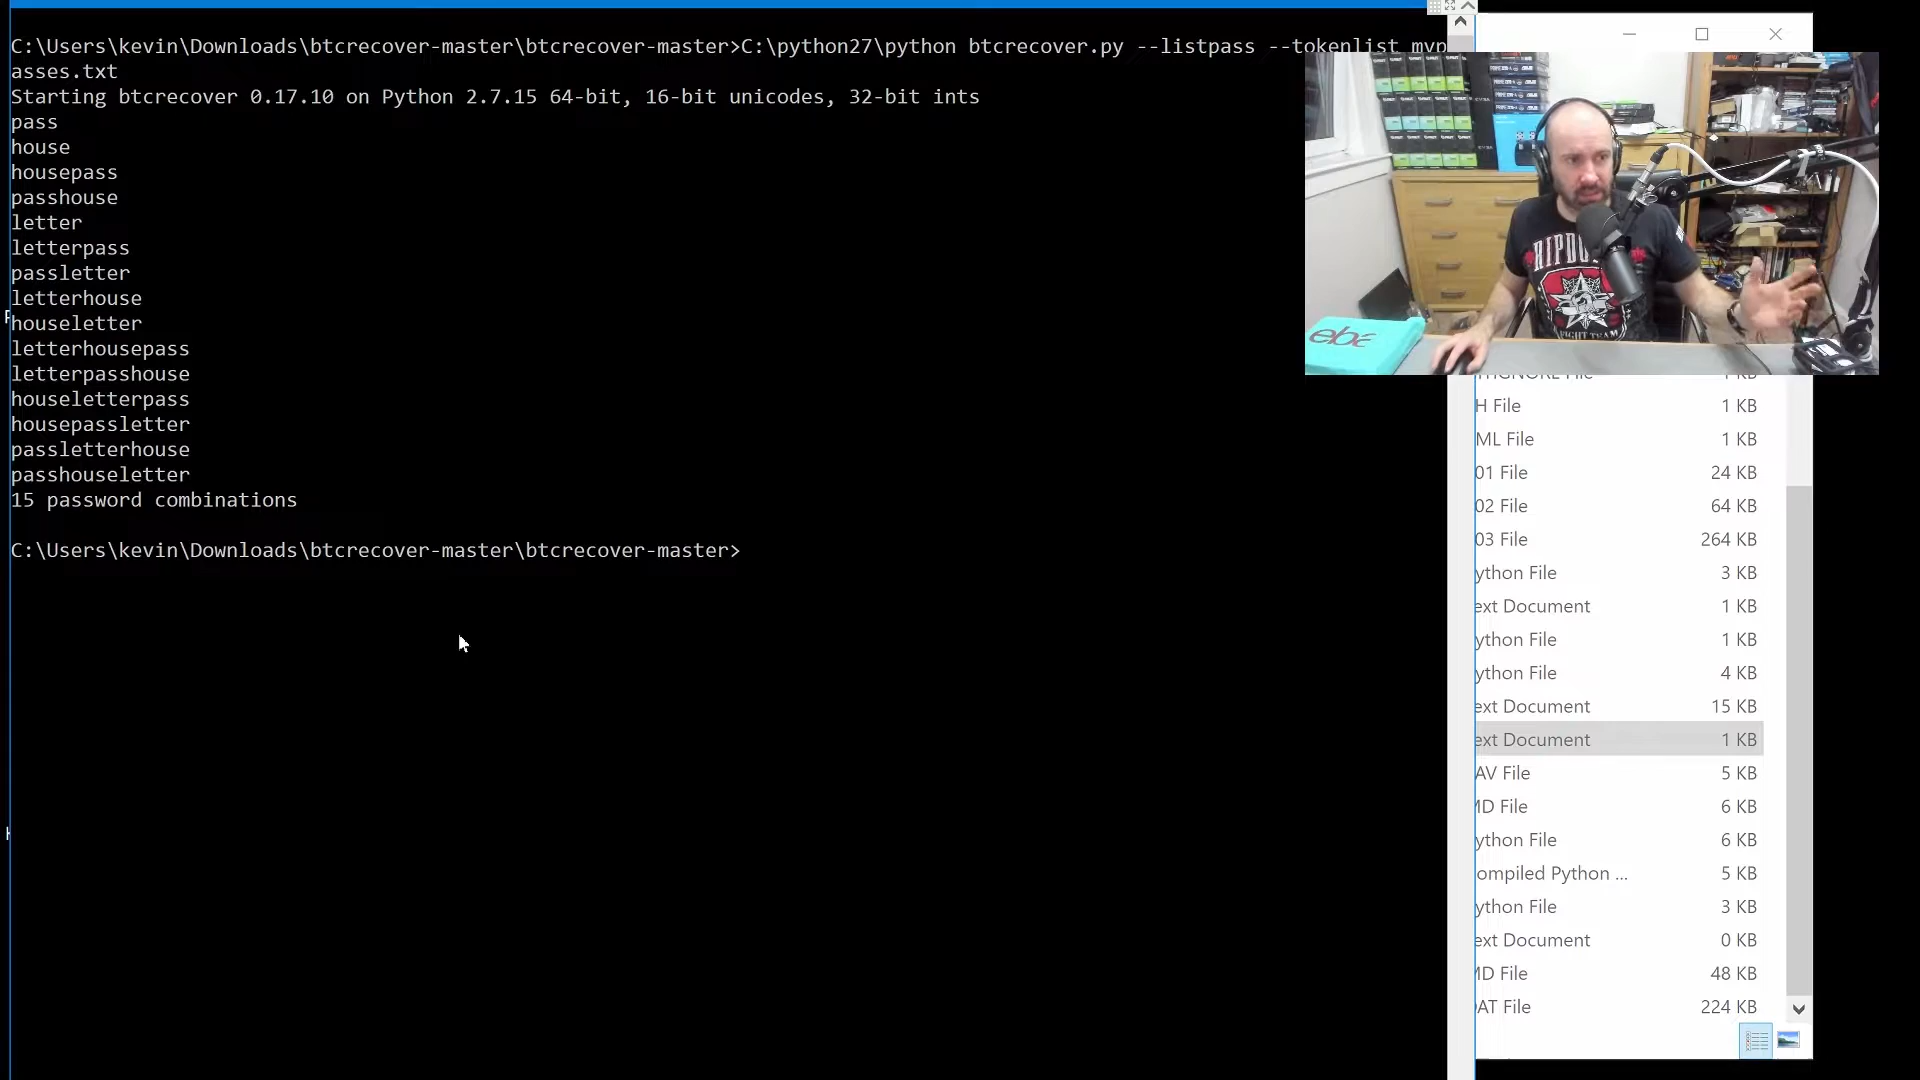 C:\Users\kevin\Downloads\btcrecover-master\btcrecover-master>C:\python27\python btcrecover.py --listpass --tokenlist myp
asses.txt
Starting btcrecover 0.17.10 on Python 2.7.15 64-bit, 16-bit unicodes, 32-bit ints
pass
house
housepass
passhouse
letter
letterpass
passletter
letterhouse
houseletter
letterhousepass
letterpasshouse
houseletterpass
housepassletter
passletterhouse
passhouseletter
15 password combinations
C:\Users\kevin\Downloads\btcrecover-master\btcrecover-master>
H File 1 KB
ML File 1 KB
01 File 24 KB
02 File 64 KB
03 File 264 KB
ython File 3 KB
ext Document 1 KB
ython File 1 KB
ython File 4 KB
ext Document 15 KB
ext Document 1 KB
AV File 5 KB
MD File 6 KB
ython File 6 KB
ompiled Python ... 5 KB
ython File 3 KB
ext Document 0 KB
MD File 48 KB
AT File 224 KB